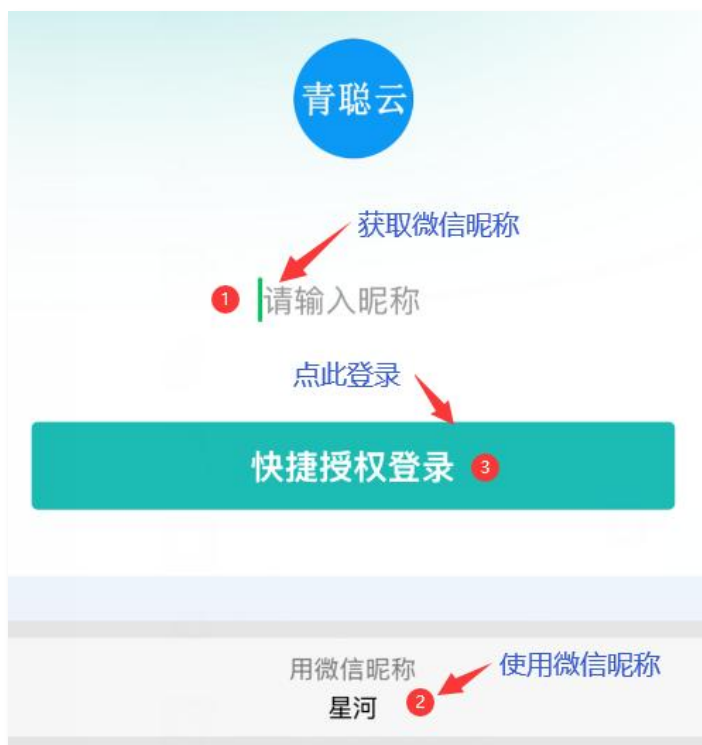 青聪云
获取微信昵称
1 请输入昵称
点此登录
快捷授权登录 3
用微信昵称 使用微信昵称
星河 2